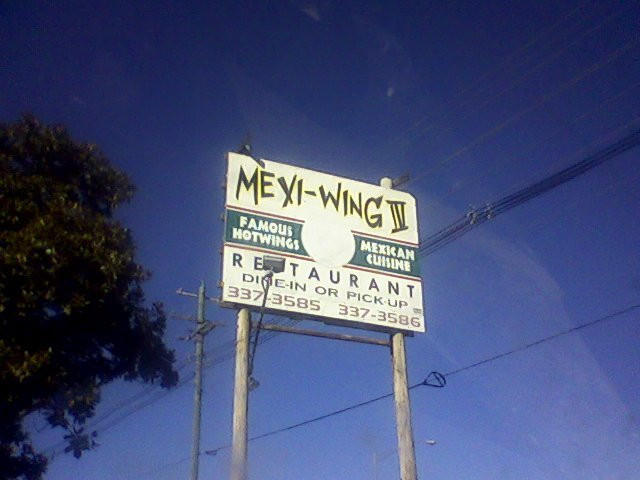 MEXI-WING III
FAMOUS
HOTWINGS
MEXICAN
CUISINE
RESTAURANT
DINE-IN OR PICK-UP
337-3585 337-3586